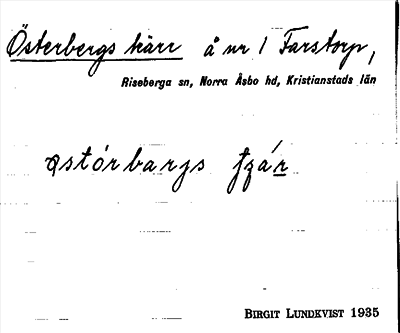 Österbergs kärr å nr 1 Farstorp,
Riseberga sn, Norra Åsbo hd, Kristianstads län
BIRGIT LUNDKVIST 1935